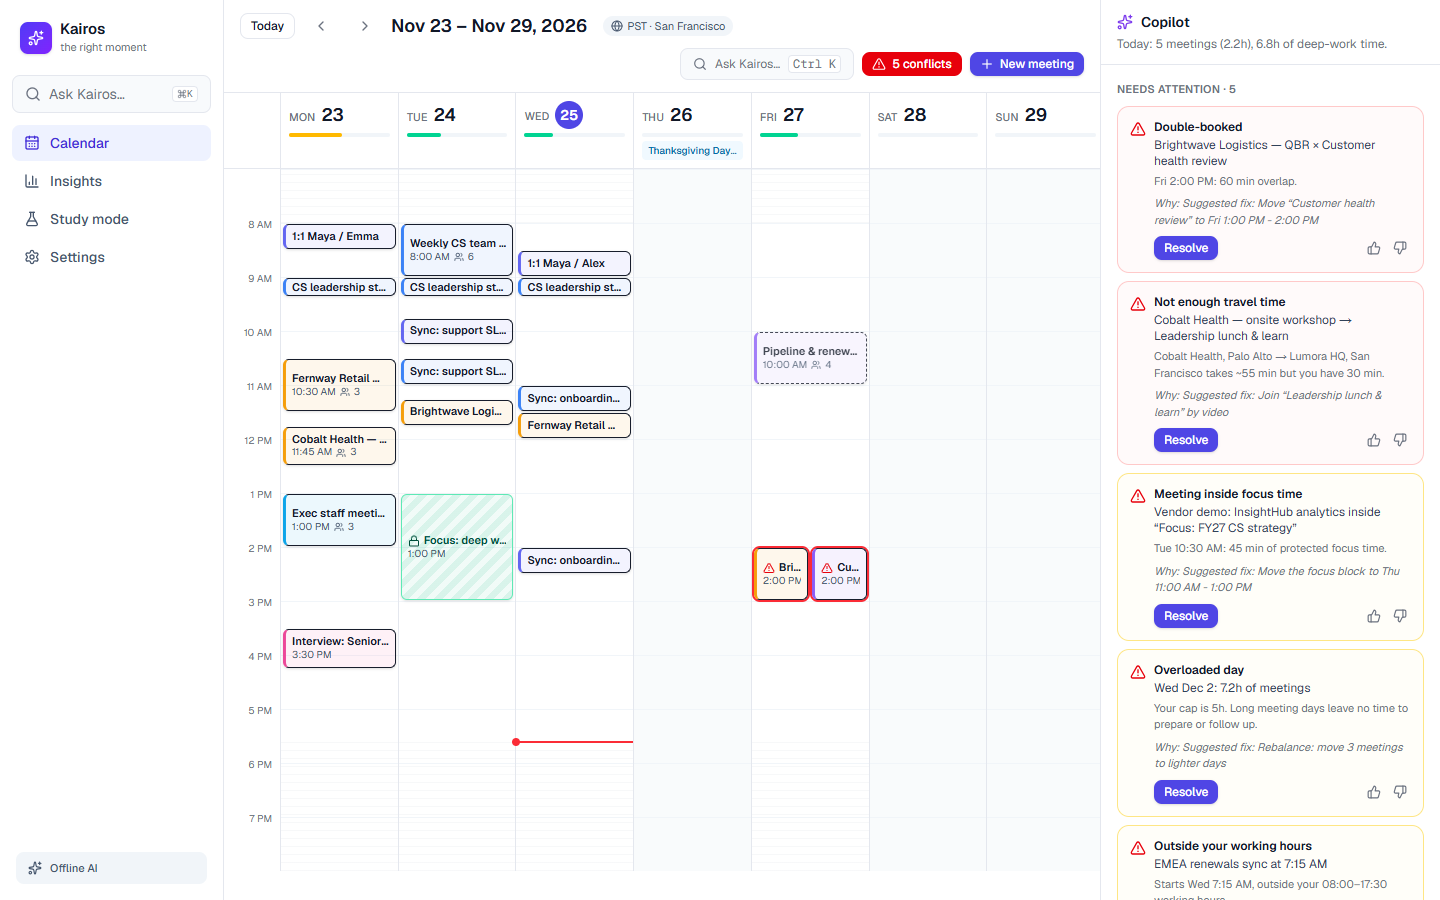 Kairos
the right moment
Ask Kairos...
⌘K
Calendar
Insights
Study mode
Settings
Offline AI
Today
Nov 23 – Nov 29, 2026
PST · San Francisco
Ask Kairos...
Ctrl K
5 conflicts
New meeting
MON 23
TUE 24
WED 25
THU 26
FRI 27
SAT 28
SUN 29
Thanksgiving Day...
8 AM
9 AM
10 AM
11 AM
12 PM
1 PM
2 PM
3 PM
4 PM
5 PM
6 PM
7 PM
1:1 Maya / Emma
CS leadership st...
Fernway Retail ...
10:30 AM 3
Cobalt Health — ...
11:45 AM 3
Exec staff meeti...
1:00 PM 3
Interview: Senior...
3:30 PM
Weekly CS team ...
8:00 AM 6
CS leadership st...
Sync: support SL...
Sync: support SL...
Brightwave Logi...
Focus: deep w...
1:00 PM
1:1 Maya / Alex
CS leadership st...
Sync: onboardin...
Fernway Retail ...
Sync: onboardin...
Pipeline & renew...
10:00 AM 4
Bri...
2:00 PM
Cu...
2:00 PM
Copilot
Today: 5 meetings (2.2h), 6.8h of deep-work time.
NEEDS ATTENTION · 5
Double-booked
Brightwave Logistics — QBR × Customer
health review
Fri 2:00 PM: 60 min overlap.
Why: Suggested fix: Move “Customer health
review” to Fri 1:00 PM - 2:00 PM
Resolve
Not enough travel time
Cobalt Health — onsite workshop →
Leadership lunch & learn
Cobalt Health, Palo Alto → Lumora HQ, San
Francisco takes ~55 min but you have 30 min.
Why: Suggested fix: Join “Leadership lunch &
learn” by video
Resolve
Meeting inside focus time
Vendor demo: InsightHub analytics inside
“Focus: FY27 CS strategy”
Tue 10:30 AM: 45 min of protected focus time.
Why: Suggested fix: Move the focus block to Thu
11:00 AM - 1:00 PM
Resolve
Overloaded day
Wed Dec 2: 7.2h of meetings
Your cap is 5h. Long meeting days leave no time to
prepare or follow up.
Why: Suggested fix: Rebalance: move 3 meetings
to lighter days
Resolve
Outside your working hours
EMEA renewals sync at 7:15 AM
Starts Wed 7:15 AM, outside your 08:00–17:30
working hours.